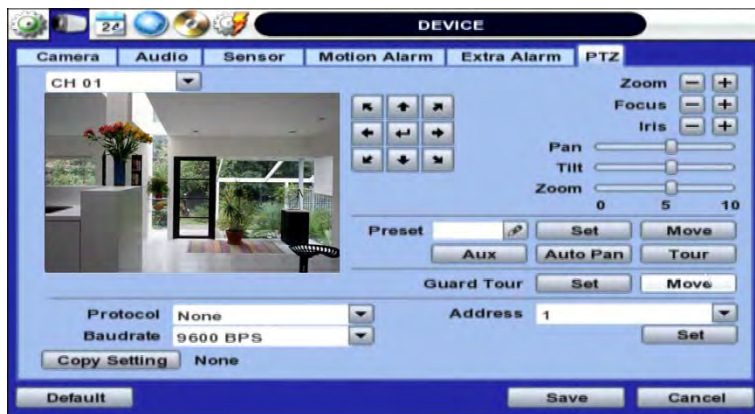 DEVICE
Camera Audio Sensor Motion Alarm Extra Alarm PTZ
CH 01
Zoom - +
Focus - +
Iris - +
Pan
Tilt
Zoom
0 5 10
Preset Set Move
Aux Auto Pan Tour
Guard Tour Set Move
Protocol None Address 1
Baudrate 9600 BPS Set
Copy Setting None
Default Save Cancel